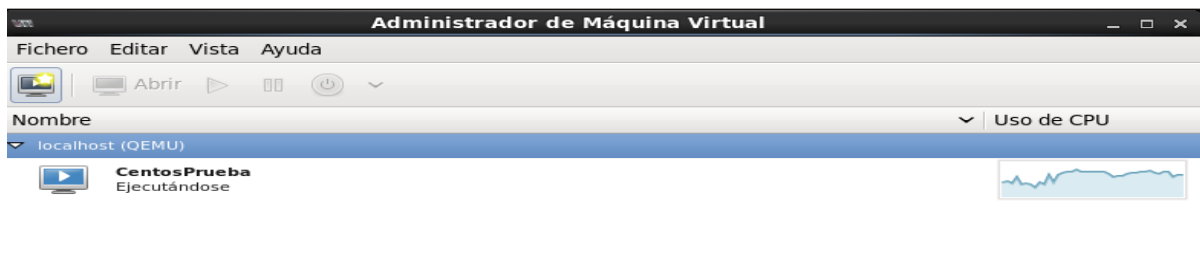 Administrador de Máquina Virtual
Fichero Editar Vista Ayuda
Abrir
Nombre Uso de CPU
localhost (QEMU)
CentosPrueba
Ejecutándose